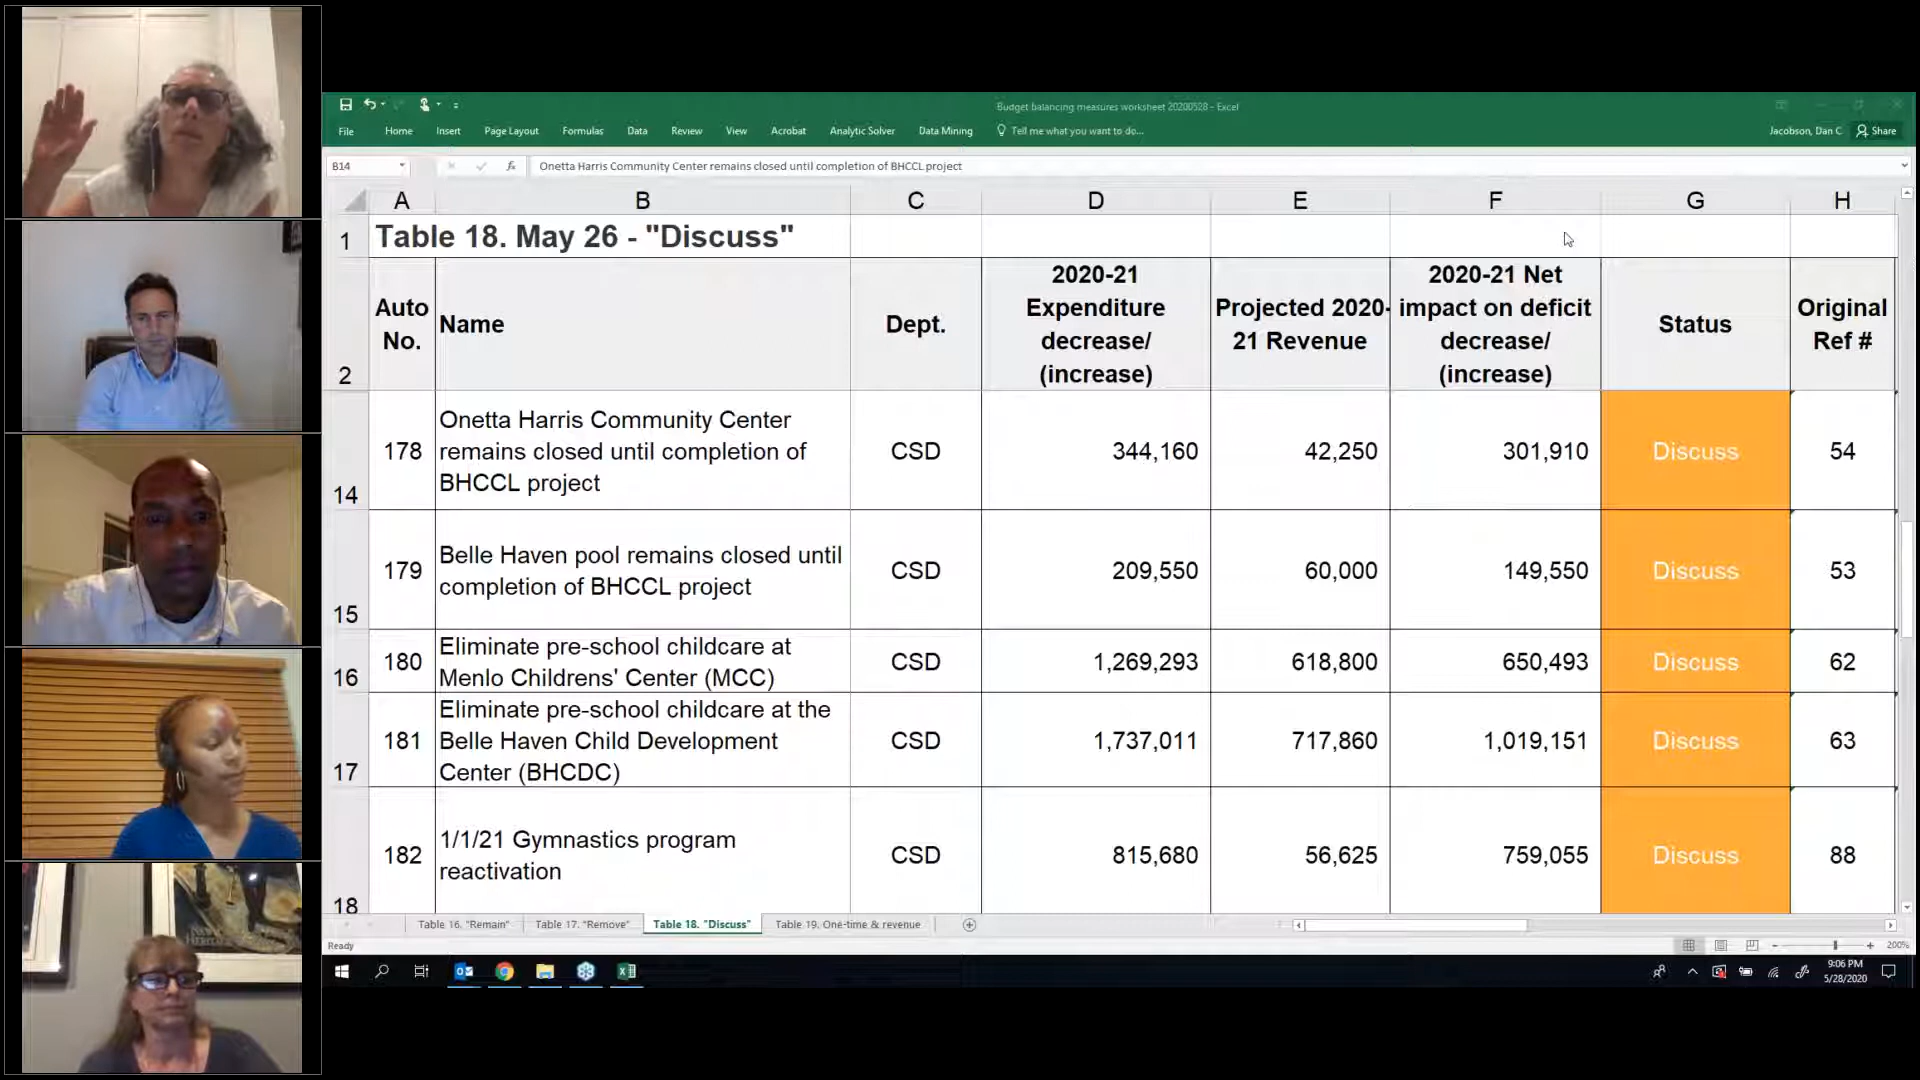 Budget balancing measures worksheet 20200528 - Excel
File Home Insert Page Layout Formulas Data Review View Acrobat Analytic Solver Data Mining Tell me what you want to do... Jacobson, Dan C Share
B14 fx Onetta Harris Community Center remains closed until completion of BHCCL project
A B C D E F G H
1 Table 18. May 26 - "Discuss"
2020-21 2020-21 Net
Auto Expenditure Projected 2020- impact on deficit Original
Name Dept. Status
No. decrease/ 21 Revenue decrease/ Ref #
2 (increase) (increase)
Onetta Harris Community Center
178 remains closed until completion of CSD 344,160 42,250 301,910 Discuss 54
BHCCL project
14
Belle Haven pool remains closed until
179 CSD 209,550 60,000 149,550 Discuss 53
completion of BHCCL project
15
Eliminate pre-school childcare at
180 CSD 1,269,293 618,800 650,493 Discuss 62
16 Menlo Childrens' Center (MCC)
Eliminate pre-school childcare at the
181 Belle Haven Child Development CSD 1,737,011 717,860 1,019,151 Discuss 63
17 Center (BHCDC)
1/1/21 Gymnastics program
182 CSD 815,680 56,625 759,055 Discuss 88
reactivation
18
Table 16. "Remain" Table 17. "Remove" Table 18. "Discuss" Table 19. One-time & revenue
Ready 200%
9:06 PM
5/28/2020